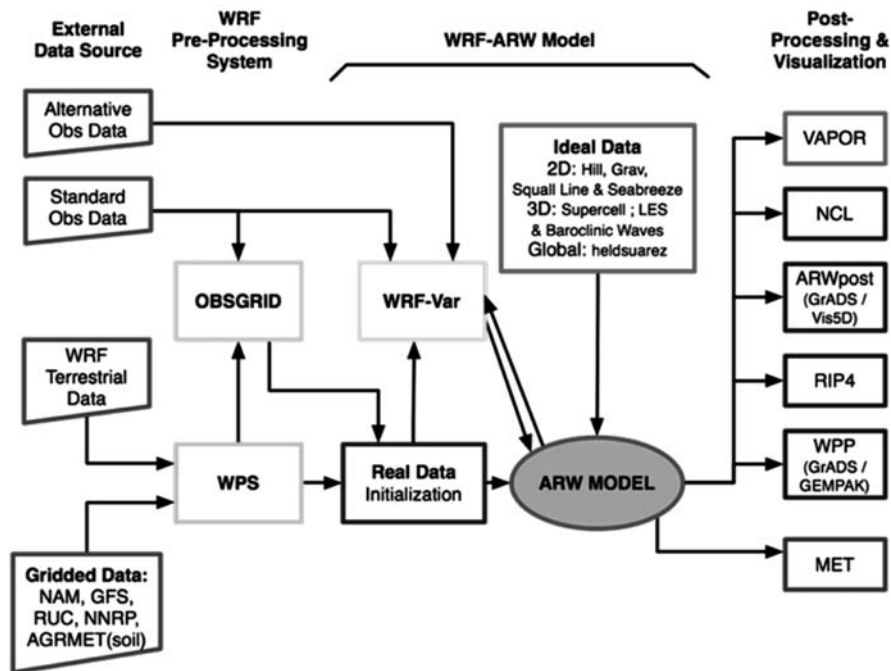 External
Data Source
WRF
Pre-Processing
System
WRF-ARW Model
Post-
Processing &
Visualization
Alternative
Obs Data
Standard
Obs Data
WRF
Terrestrial
Data
Gridded Data:
NAM, GFS,
RUC, NNRP,
AGRMET(soil)
OBSGRID
WPS
WRF-Var
Real Data
Initialization
Ideal Data
2D: Hill, Grav,
Squall Line & Seabreeze
3D: Supercell ; LES
& Baroclinic Waves
Global: heldsuarez
ARW MODEL
VAPOR
NCL
ARWpost
(GrADS /
Vis5D)
RIP4
WPP
(GrADS /
GEMPAK)
MET